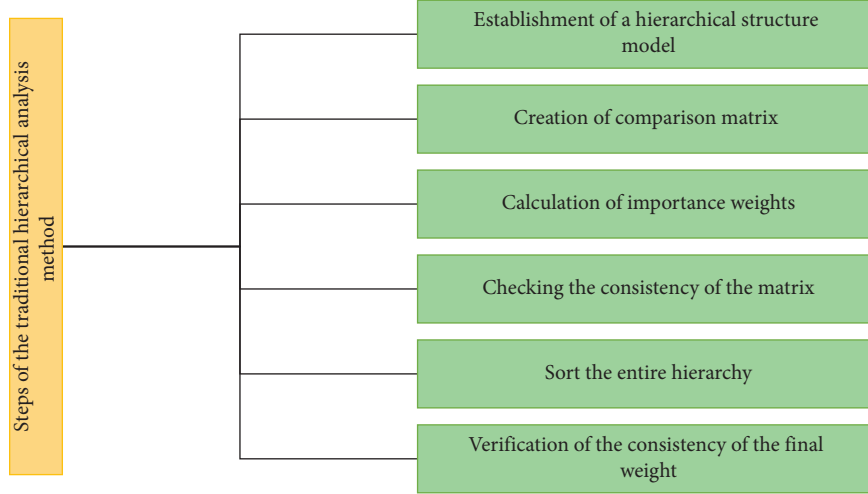 Steps of the traditional hierarchical analysis
method
Establishment of a hierarchical structure
model
Creation of comparison matrix
Calculation of importance weights
Checking the consistency of the matrix
Sort the entire hierarchy
Verification of the consistency of the final
weight